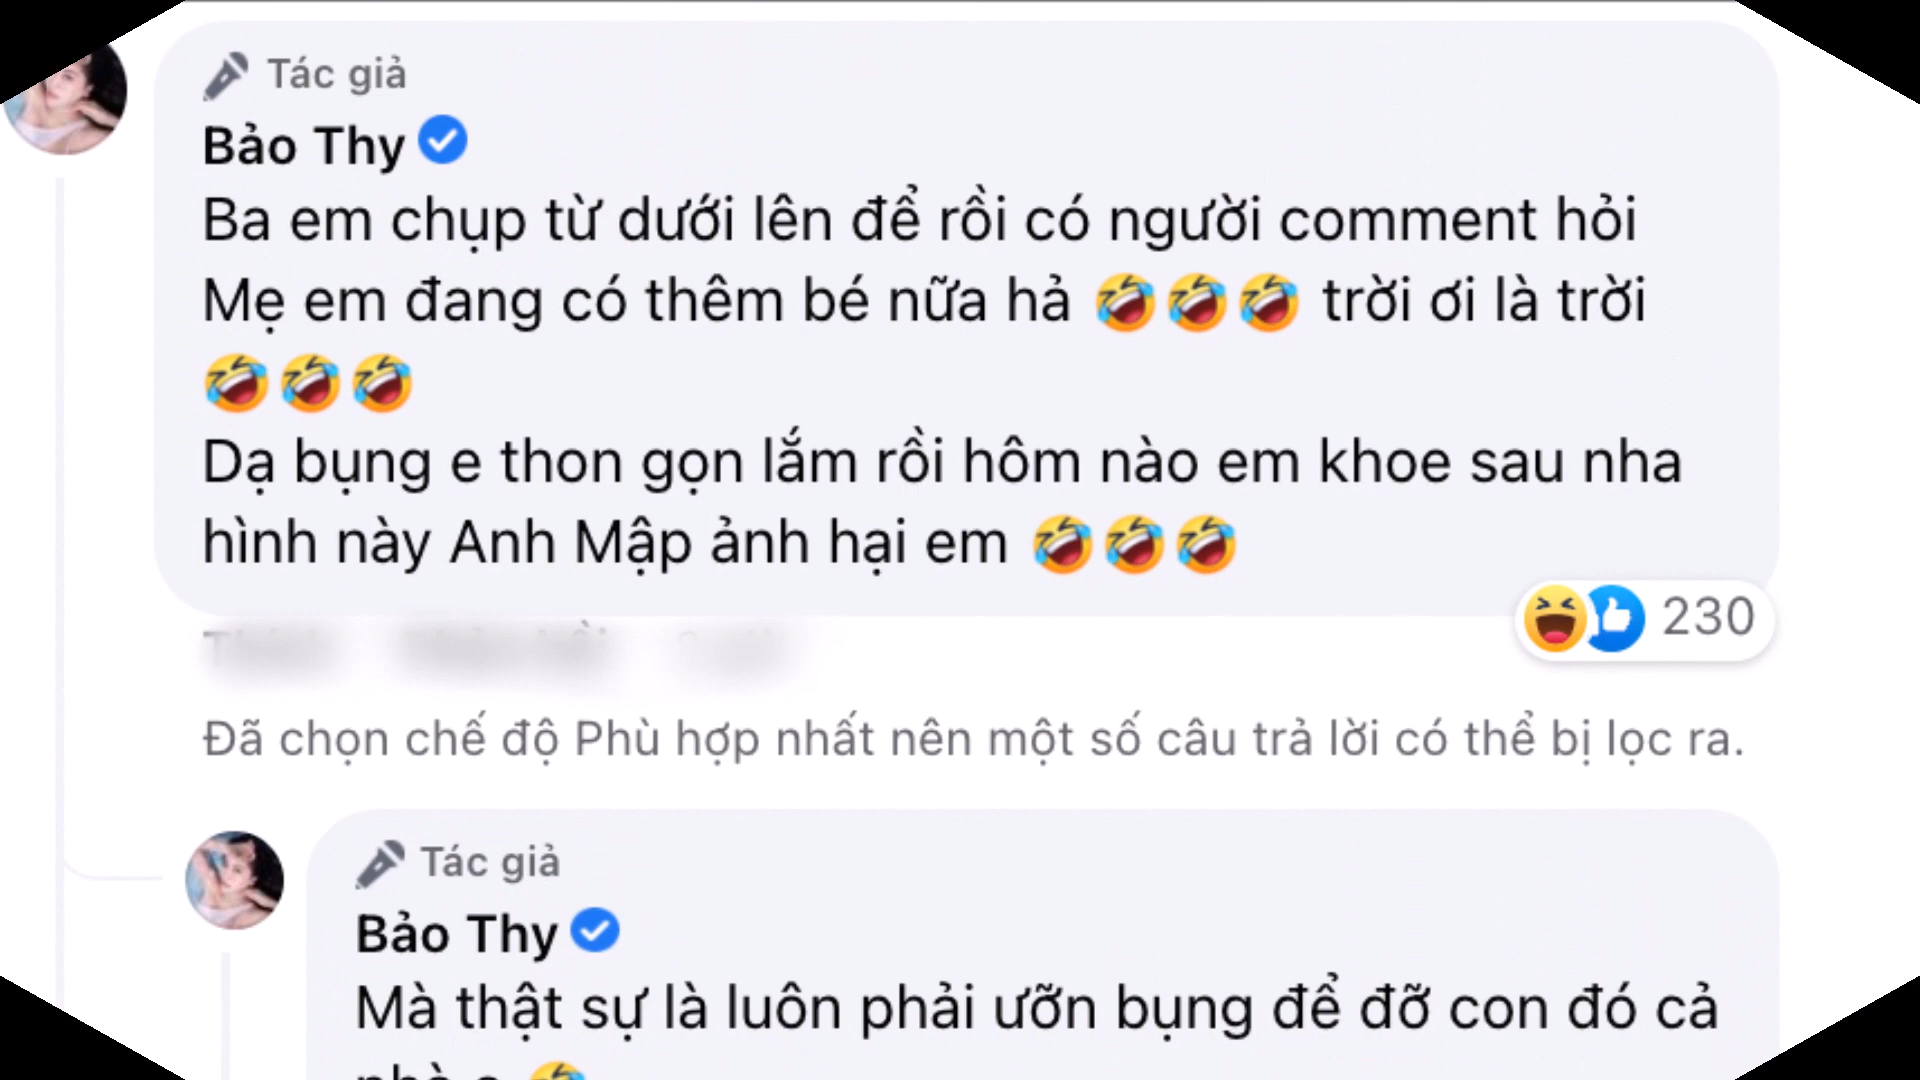 Tác giả
Bảo Thy
Ba em chụp từ dưới lên để rồi có người comment hỏi
Mẹ em đang có thêm bé nữa hả 🤣🤣🤣 trời ơi là trời
🤣🤣🤣
Dạ bụng e thon gọn lắm rồi hôm nào em khoe sau nha
hình này Anh Mập ảnh hại em 🤣🤣🤣
230
Đã chọn chế độ Phù hợp nhất nên một số câu trả lời có thể bị lọc ra.
Tác giả
Bảo Thy
Mà thật sự là luôn phải ưỡn bụng để đỡ con đó cả